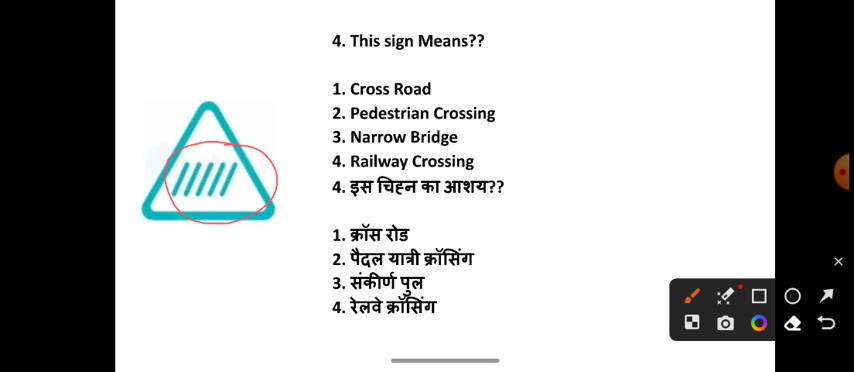 4. This sign Means??
1. Cross Road
2. Pedestrian Crossing
3. Narrow Bridge
4. Railway Crossing
4. इस चिह्न का आशय??
1. क्रॉस रोड
2. पैदल यात्री क्रॉसिंग
3. संकीर्ण पुल
4. रेलवे क्रॉसिंग